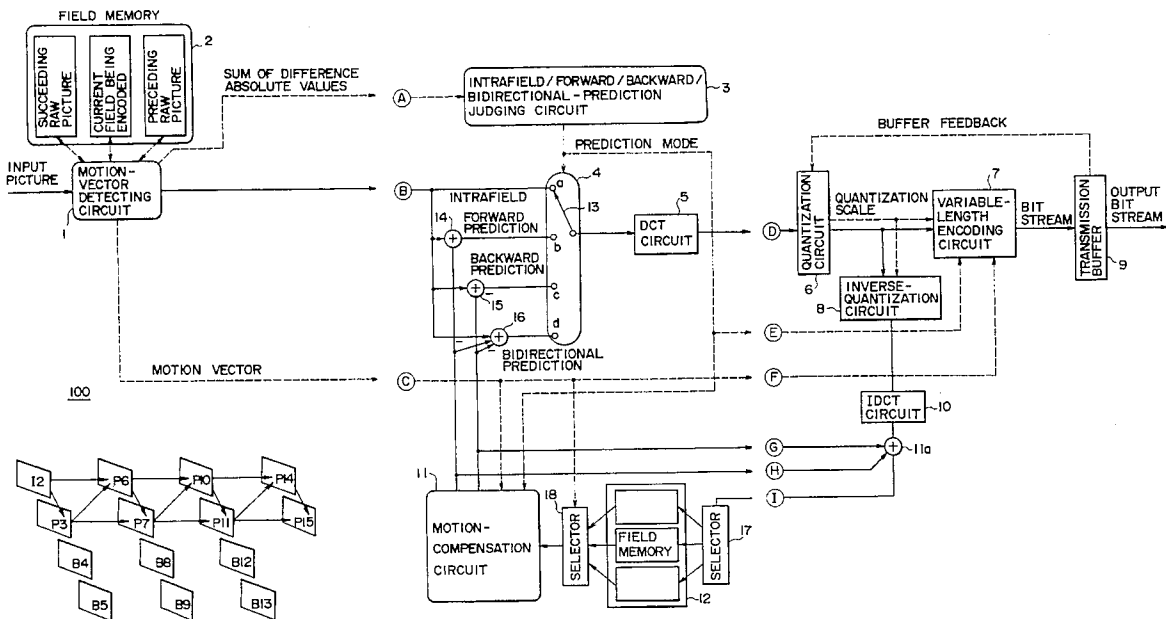 FIELD MEMORY
2
SUCCEEDING
RAW
PICTURE
CURRENT
FIELD BEING
ENCODED
PRECEDING
RAW
PICTURE
SUM OF DIFFERENCE
ABSOLUTE VALUES
A
INTRAFIELD/FORWARD/BACKWARD/
BIDIRECTIONAL-PREDICTION
JUDGING CIRCUIT
3
INPUT
PICTURE
MOTION-
VECTOR
DETECTING
CIRCUIT
1
B
PREDICTION MODE
4
INTRAFIELD
a
13
14
+
FORWARD
PREDICTION
b
BACKWARD
PREDICTION
+
–
15
c
16
+
–
–
d
BIDIRECTIONAL
PREDICTION
5
DCT
CIRCUIT
BUFFER FEEDBACK
D
QUANTIZATION
CIRCUIT
6
QUANTIZATION
SCALE
7
VARIABLE-
LENGTH
ENCODING
CIRCUIT
BIT
STREAM
TRANSMISSION
BUFFER
9
OUTPUT
BIT
STREAM
INVERSE-
QUANTIZATION
CIRCUIT
8
E
MOTION VECTOR
C
F
100
IDCT
CIRCUIT
10
G
+
11a
H
I
11
MOTION-
COMPENSATION
CIRCUIT
18
SELECTOR
FIELD
MEMORY
12
SELECTOR
17
I2
P6
P10
P14
P3
P7
P11
P15
B4
B8
B12
B5
B9
B13